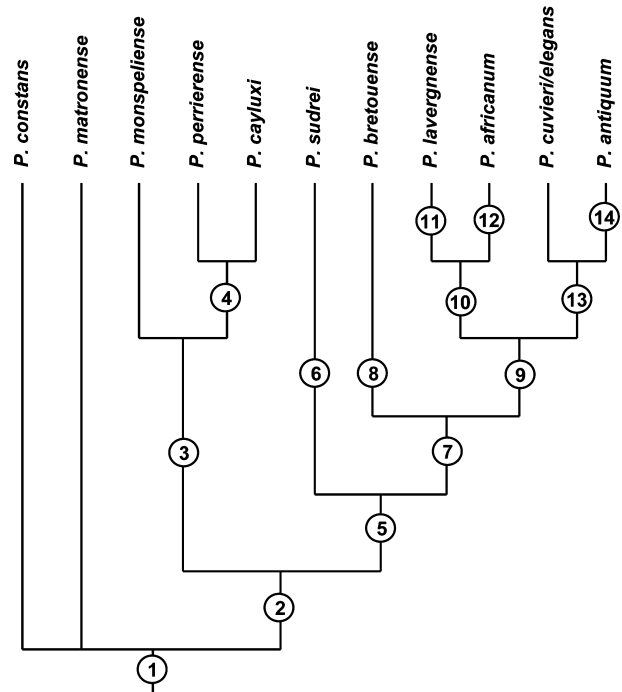 P. constans
P. matronense
P. monspeliense
P. perrierense
P. cayluxi
P. sudrei
P. bretouense
P. lavergnense
P. africanum
P. cuvieri/elegans
P. antiquum
11
12
14
4
10
13
6
8
9
3
7
5
2
1